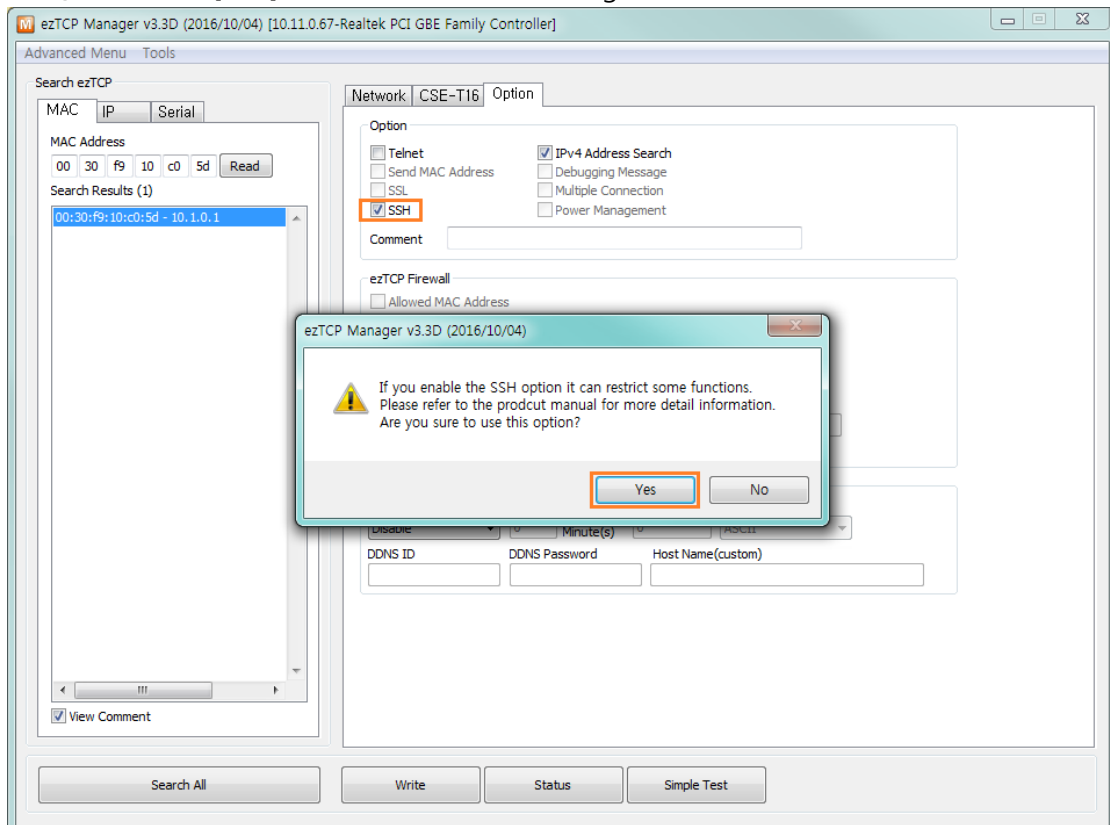 ezTCP Manager v3.3D (2016/10/04) [10.11.0.67-Realtek PCI GBE Family Controller]
Advanced Menu Tools
Search ezTCP
MAC IP Serial
MAC Address
00 30 f9 10 c0 5d Read
Search Results (1)
00:30:f9:10:c0:5d - 10.1.0.1
View Comment
Network CSE-T16 Option
Option
Telnet IPv4 Address Search
Send MAC Address Debugging Message
SSL Multiple Connection
SSH Power Management
Comment
ezTCP Firewall
Allowed MAC Address
ezTCP Manager v3.3D (2016/10/04)
If you enable the SSH option it can restrict some functions.
Please refer to the prodcut manual for more detail information.
Are you sure to use this option?
Yes No
Disable 0 Minute(s) 0 ASCII
DDNS ID DDNS Password Host Name(custom)
Search All Write Status Simple Test